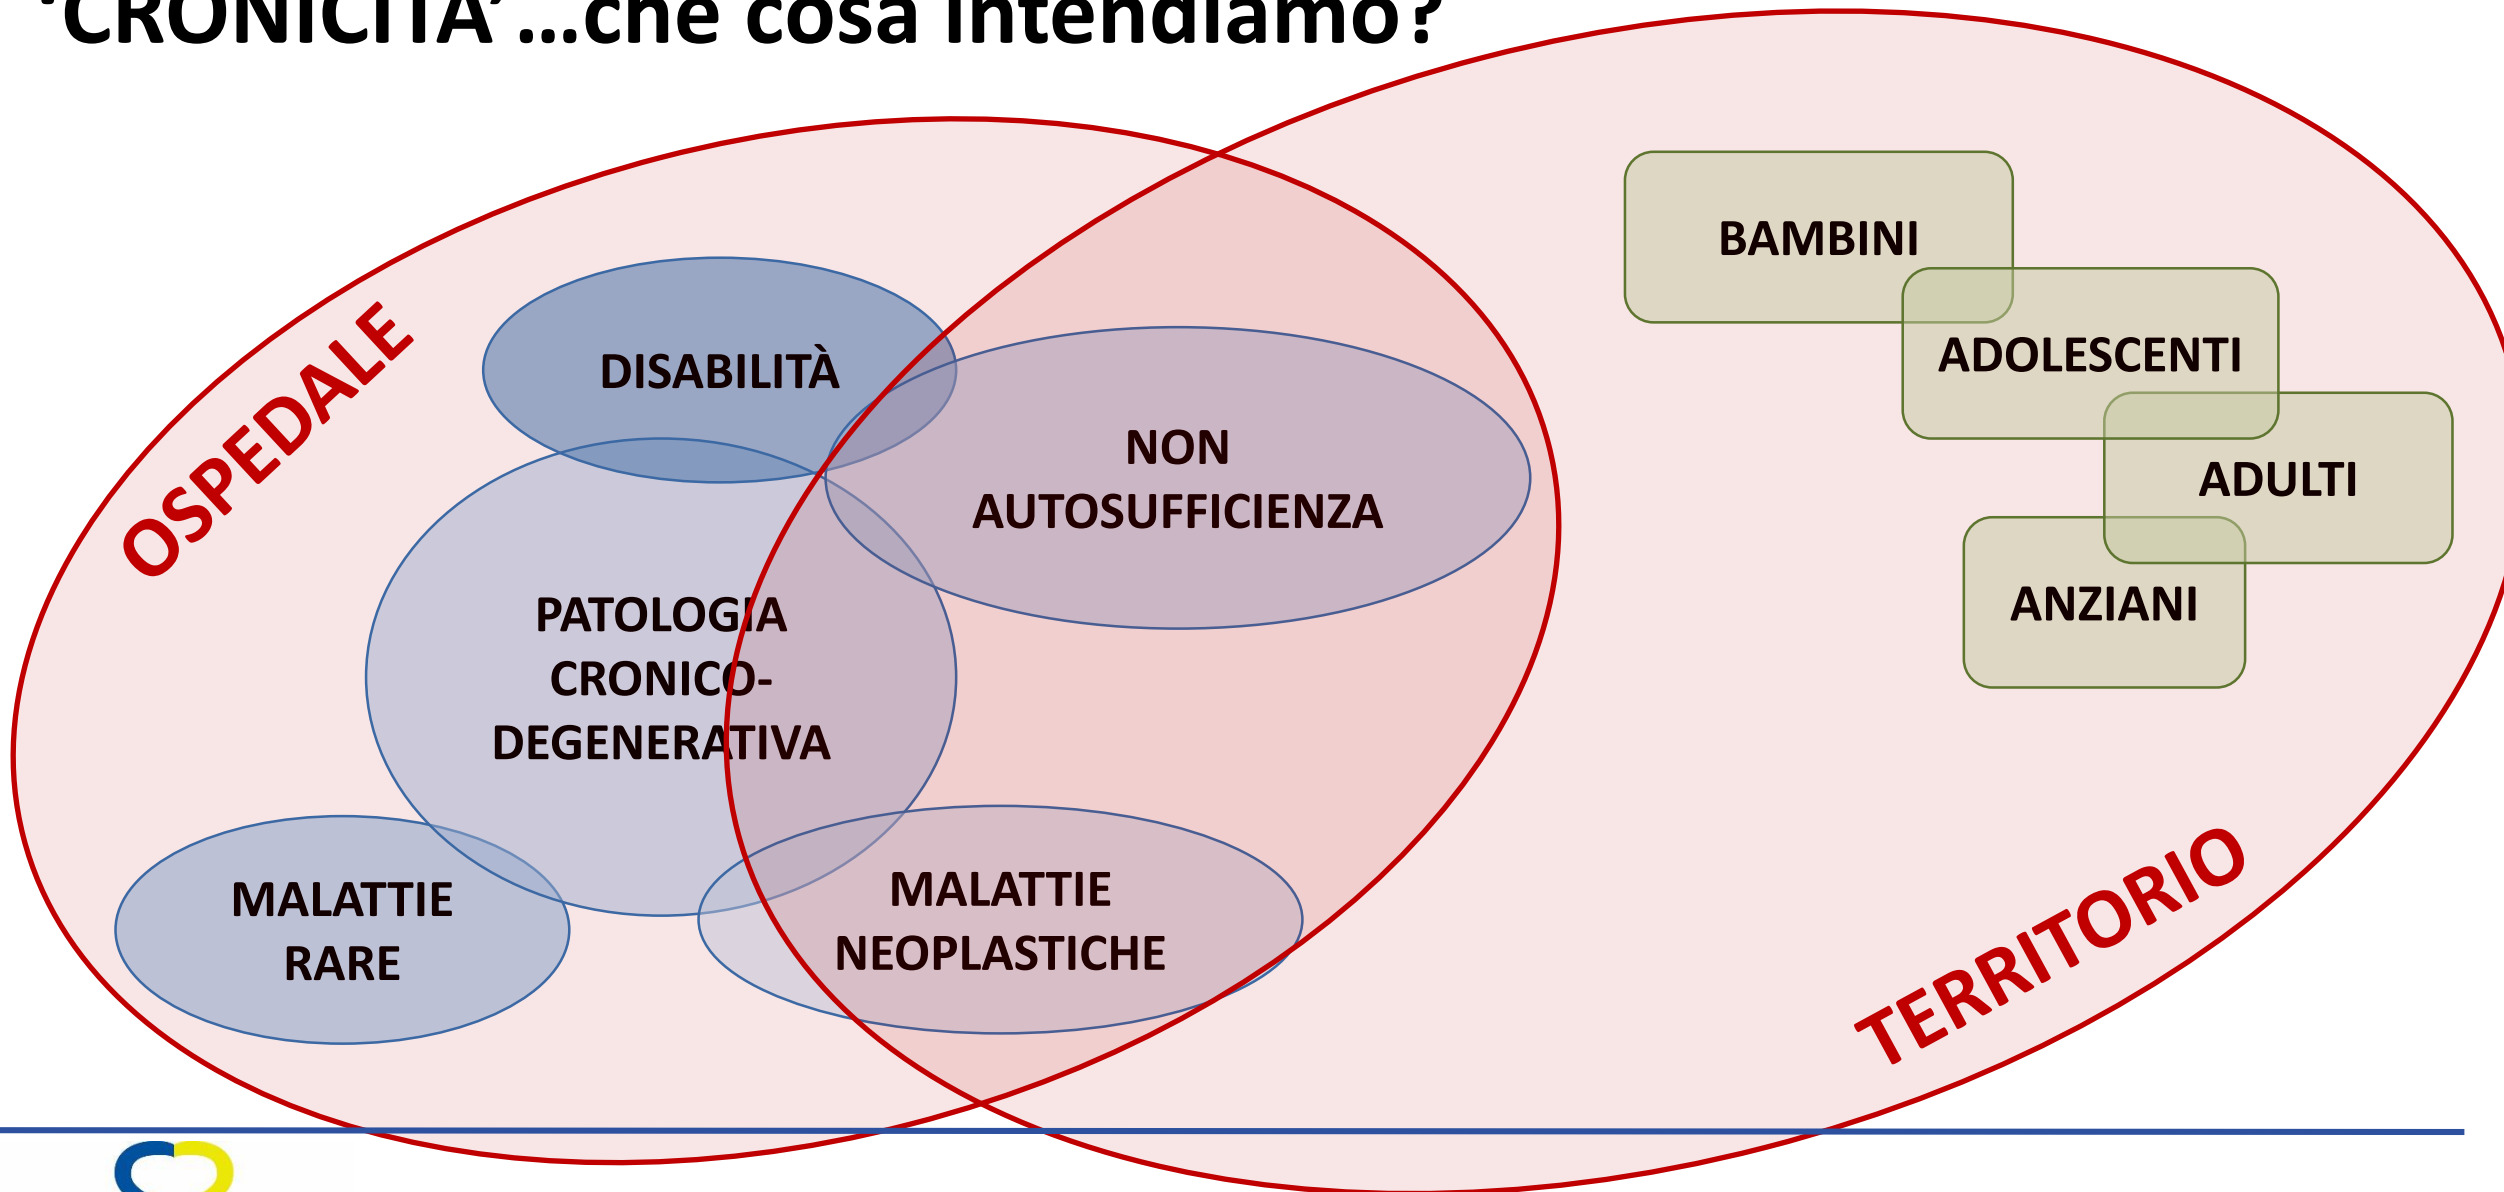 "CRONICITÀ" ...che cosa intendiamo?
BAMBINI
ADOLESCENTI
ADULTI
ANZIANI
OSPEDALE
DISABILITÀ
NON
AUTOSUFFICIENZA
PATOLOGIA
CRONICO-
DEGENERATIVA
MALATTIE
RARE
MALATTIE
NEOPLASTICHE
TERRITORIO